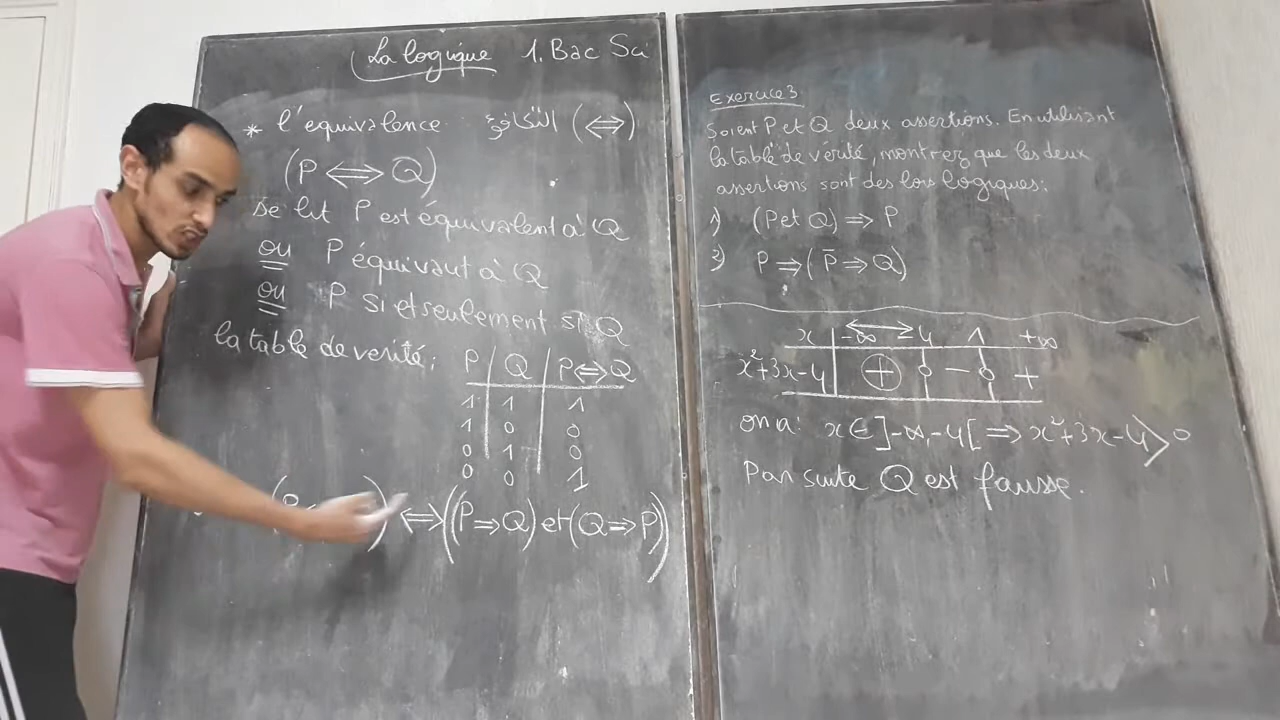 La logique 1. Bac Sci
* l'équivalence التكافؤ (⟺)
(P ⟺ Q)
se lit P est équivalent à Q
ou P équivaut à Q
ou P si et seulement si Q
la table de verité:
P | Q | P⟺Q
1 | 1 | 1
1 | 0 | 0
0 | 1 | 0
0 | 0 | 1
⟺ ((P⟹Q) et (Q⟹P))
Exercice 3
Soient P et Q deux assertions. En utilisant
la table de vérité, montrez que les deux
assertions sont des lois logiques:
1) (P et Q) ⟹ P
2) P ⟹ (P̄ ⟹ Q)
x | -∞ -4 1 +∞
x²+3x-4 | + 0 - 0 +
on a: x ∈ ]-∞, -4[ ⟹ x²+3x-4 > 0
Par suite Q est fausse.